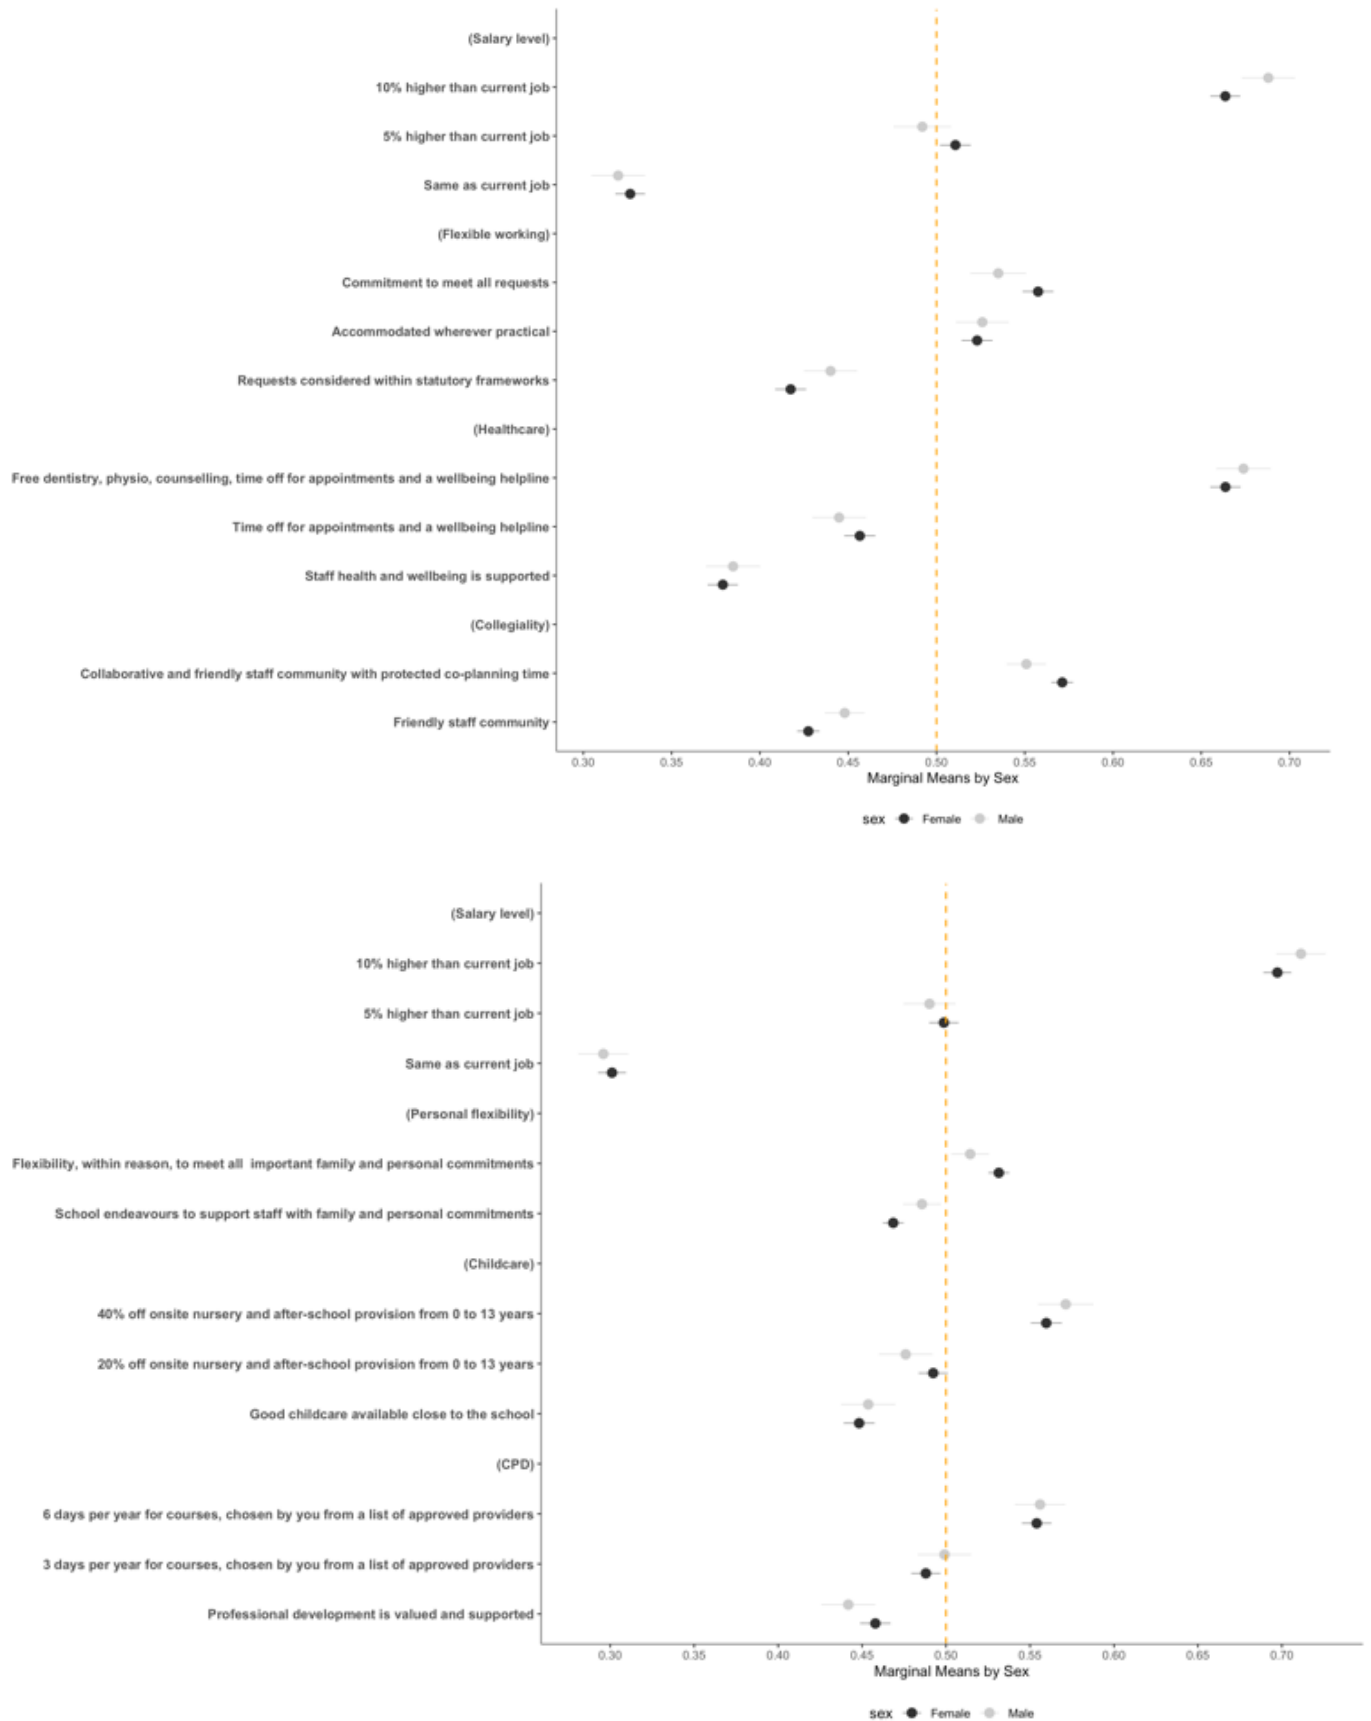 (Salary level)
10% higher than current job
5% higher than current job
Same as current job
(Flexible working)
Commitment to meet all requests
Accommodated wherever practical
Requests considered within statutory frameworks
(Healthcare)
Free dentistry, physio, counselling, time off for appointments and a wellbeing helpline
Time off for appointments and a wellbeing helpline
Staff health and wellbeing is supported
(Collegiality)
Collaborative and friendly staff community with protected co-planning time
Friendly staff community
0.30 0.35 0.40 0.45 0.50 0.55 0.60 0.65 0.70
Marginal Means by Sex
sex Female Male
(Salary level)
10% higher than current job
5% higher than current job
Same as current job
(Personal flexibility)
Flexibility, within reason, to meet all important family and personal commitments
School endeavours to support staff with family and personal commitments
(Childcare)
40% off onsite nursery and after-school provision from 0 to 13 years
20% off onsite nursery and after-school provision from 0 to 13 years
Good childcare available close to the school
(CPD)
6 days per year for courses, chosen by you from a list of approved providers
3 days per year for courses, chosen by you from a list of approved providers
Professional development is valued and supported
0.30 0.35 0.40 0.45 0.50 0.55 0.60 0.65 0.70
Marginal Means by Sex
sex Female Male